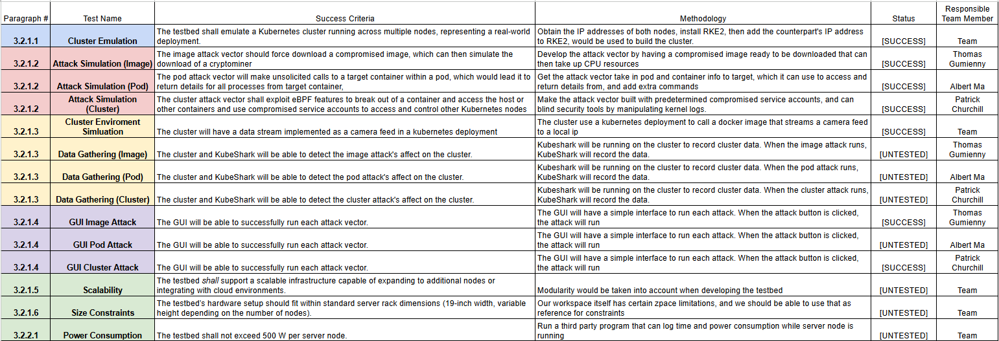 Paragraph # Test Name Success Criteria Methodology Status Responsible Team Member
3.2.1.1 Cluster Emulation The testbed shall emulate a Kubernetes cluster running across multiple nodes, representing a real-world
deployment. Obtain the IP addresses of both nodes, install RKE2, then add the counterpart's IP address
to RKE2, would be used to build the cluster. [SUCCESS] Team
3.2.1.2 Attack Simulation (Image) The image attack vector should force download a compromised image, which can then simulate the
download of a cryptominer Develop the attack vector by having a compromised image ready to be downloaded that can
then take up CPU resources [SUCCESS] Thomas
Gumienny
3.2.1.2 Attack Simulation (Pod) The pod attack vector will make unsolicited calls to a target container within a pod, which would lead it to
return details for all processes from target container, Get the attack vector take in pod and container info to target, which it can use to access and
return details from, and add extra commands [SUCCESS] Albert Ma
3.2.1.2 Attack Simulation
(Cluster) The cluster attack vector shall exploit eBPF features to break out of a container and access the host or
other containers and use compromised service accounts to access and control other Kubernetes nodes Make the attack vector built with predetermined compromised service accounts, and can
blind security tools by manipulating kernel logs. [SUCCESS] Patrick
Churchill
3.2.1.3 Cluster Enviroment
Simluation The cluster will have a data stream implemented as a camera feed in a kubernetes deployment The cluster use a kubernetes deployment to call a docker image that streams a camera feed
to a local ip [SUCCESS] Team
3.2.1.3 Data Gathering (Image) The cluster and KubeShark will be able to detect the image attack's affect on the cluster. Kubeshark will be running on the cluster to record cluster data. When the image attack runs,
KubeShark will record the data. [UNTESTED] Thomas
Gumienny
3.2.1.3 Data Gathering (Pod) The cluster and KubeShark will be able to detect the pod attack's affect on the cluster. Kubeshark will be running on the cluster to record cluster data. When the pod attack runs,
KubeShark will record the data. [UNTESTED] Albert Ma
3.2.1.3 Data Gathering (Cluster) The cluster and KubeShark will be able to detect the cluster attack's affect on the cluster. Kubeshark will be running on the cluster to record cluster data. When the cluster attack runs,
KubeShark will record the data. [UNTESTED] Patrick
Churchill
3.2.1.4 GUI Image Attack The GUI will be able to successfully run each attack vector. The GUI will have a simple interface to run each attack. When the attack button is clicked,
the attack will run [SUCCESS] Thomas
Gumienny
3.2.1.4 GUI Pod Attack The GUI will be able to successfully run each attack vector. The GUI will have a simple interface to run each attack. When the attack button is clicked,
the attack will run [UNTESTED] Albert Ma
3.2.1.4 GUI Cluster Attack The GUI will be able to successfully run each attack vector. The GUI will have a simple interface to run each attack. When the attack button is clicked,
the attack will run [SUCCESS] Patrick
Churchill
3.2.1.5 Scalability The testbed shall support a scalable infrastructure capable of expanding to additional nodes or
integrating with cloud environments. Modularity would be taken into account when developing the testbed [UNTESTED] Team
3.2.1.6 Size Constraints The testbed's hardware setup should fit within standard server rack dimensions (19-inch width, variable
height depending on the number of nodes). Our workspace itself has certain zpace limitations, and we should be able to use that as
reference for constraints [UNTESTED] Team
3.2.2.1 Power Consumption The testbed shall not exceed 500 W per server node. Run a third party program that can log time and power consumption while server node is
running [UNTESTED] Team